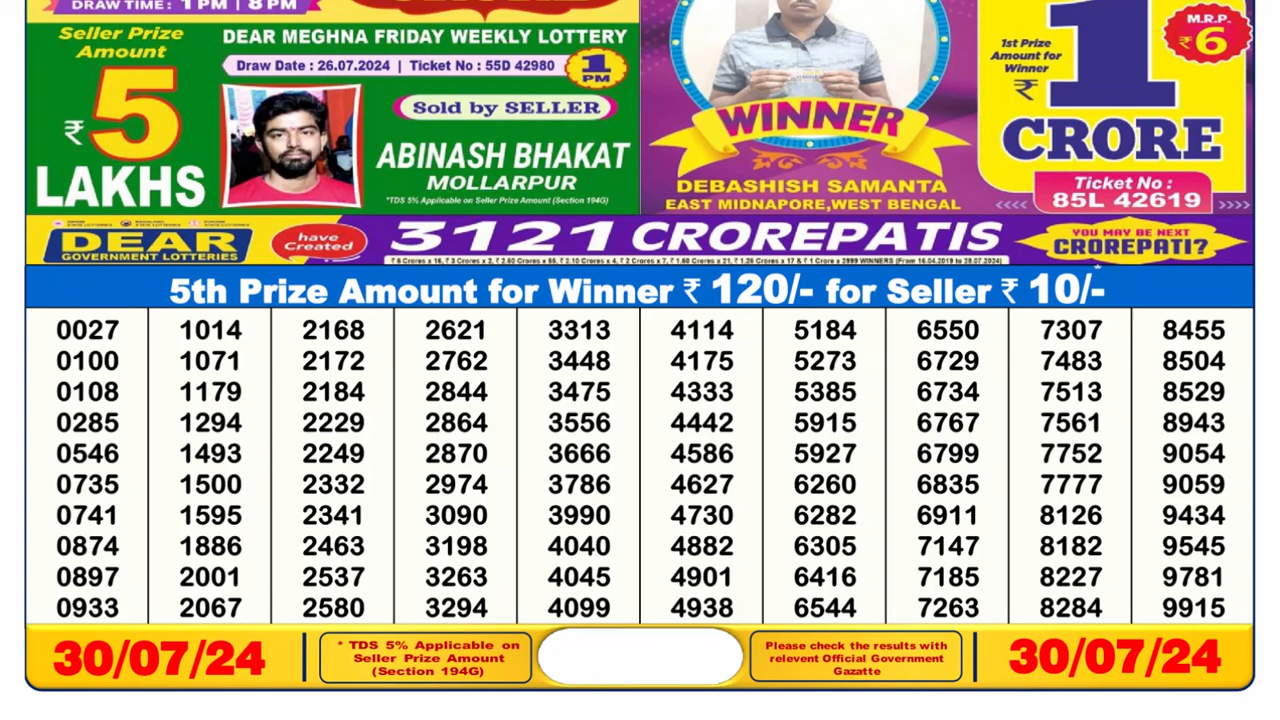 DRAW TIME : 1 PM | 8 PM
Seller Prize
Amount
₹ 5
LAKHS
DEAR MEGHNA FRIDAY WEEKLY LOTTERY
Draw Date : 26.07.2024 | Ticket No : 55D 42980
1
PM
Sold by SELLER
ABINASH BHAKAT
MOLLARPUR
*TDS 5% Applicable on Seller Prize Amount (Section 194G)
WINNER
DEBASHISH SAMANTA
EAST MIDNAPORE,WEST BENGAL
1st Prize
Amount for
Winner
₹ 1
CRORE
M.R.P.
₹6
Ticket No :
<<<< 85L 42619 >>>>
DEAR
GOVERNMENT LOTTERIES
have
Created
3121 CROREPATIS
YOU MAY BE NEXT
CROREPATI?
5th Prize Amount for Winner ₹ 120/- for Seller ₹ 10/-*
0027 1014 2168 2621 3313 4114 5184 6550 7307 8455
0100 1071 2172 2762 3448 4175 5273 6729 7483 8504
0108 1179 2184 2844 3475 4333 5385 6734 7513 8529
0285 1294 2229 2864 3556 4442 5915 6767 7561 8943
0546 1493 2249 2870 3666 4586 5927 6799 7752 9054
0735 1500 2332 2974 3786 4627 6260 6835 7777 9059
0741 1595 2341 3090 3990 4730 6282 6911 8126 9434
0874 1886 2463 3198 4040 4882 6305 7147 8182 9545
0897 2001 2537 3263 4045 4901 6416 7185 8227 9781
0933 2067 2580 3294 4099 4938 6544 7263 8284 9915
30/07/24
* TDS 5% Applicable on
Seller Prize Amount
(Section 194G)
Please check the results with
relevent Official Government
Gazatte
30/07/24